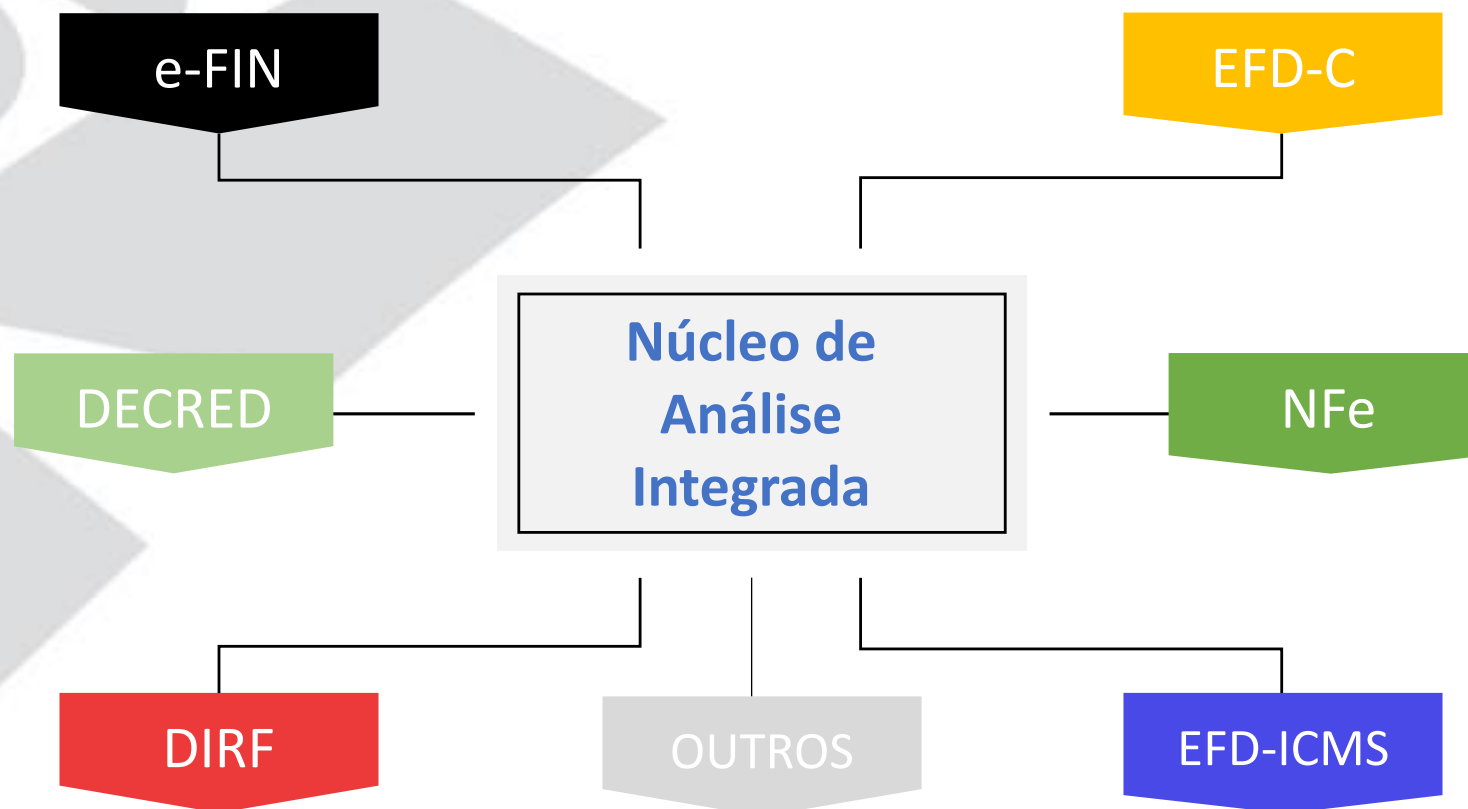 e-FIN
EFD-C
Núcleo de
Análise
Integrada
DECRED
NFe
DIRF
OUTROS
EFD-ICMS